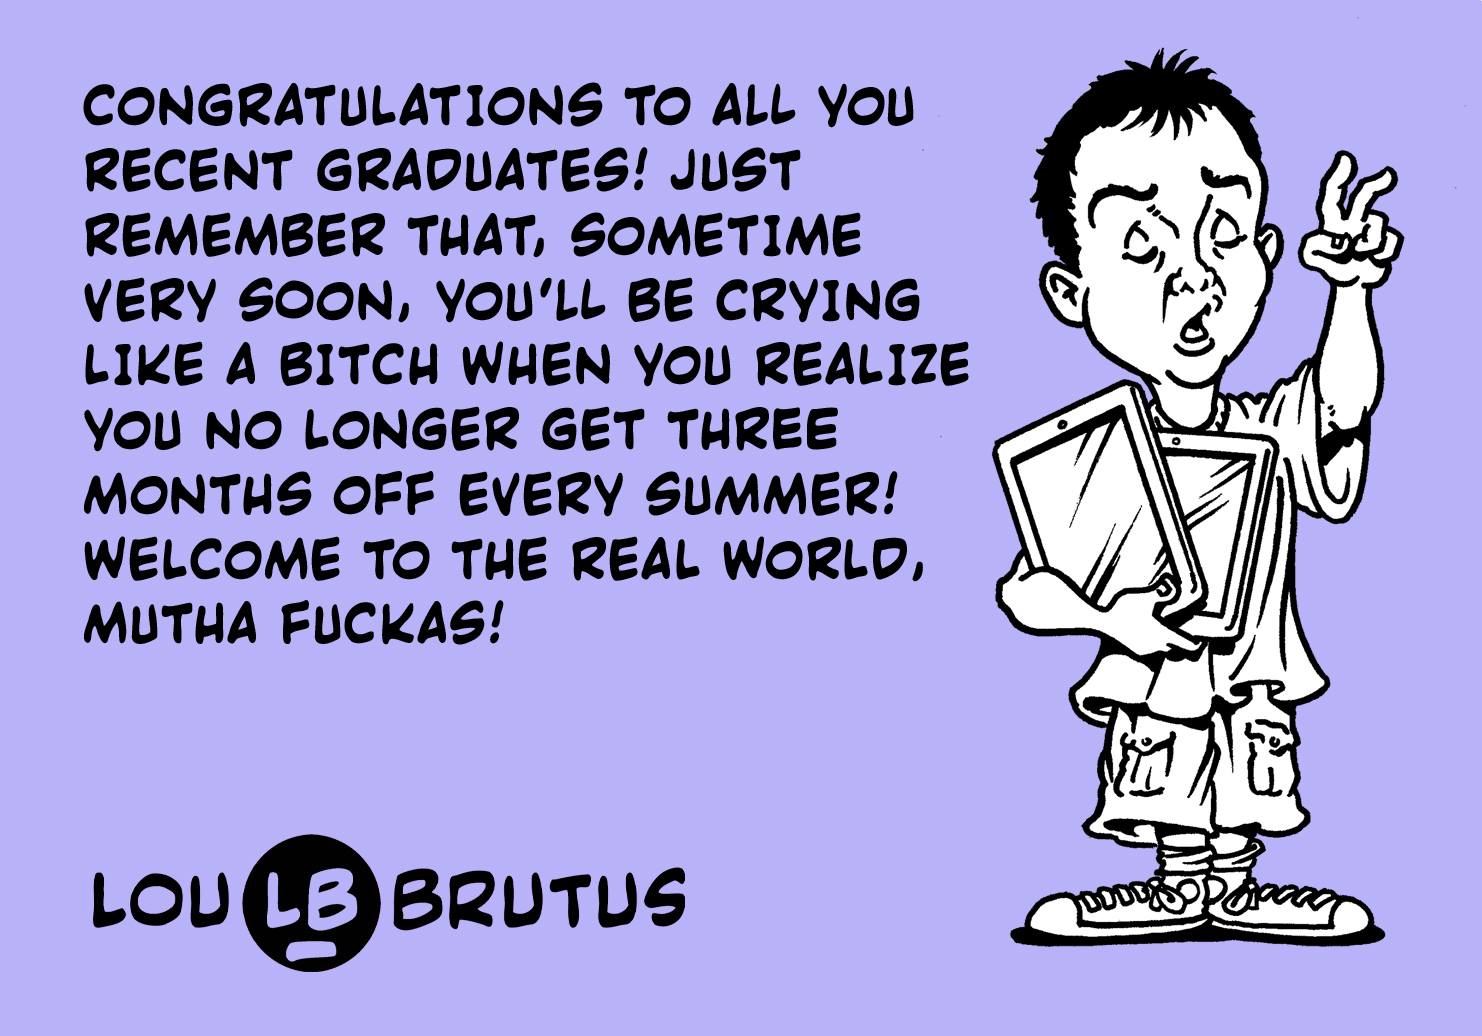 CONGRATULATIONS TO ALL YOU
RECENT GRADUATES! JUST
REMEMBER THAT, SOMETIME
VERY SOON, YOU'LL BE CRYING
LIKE A BITCH WHEN YOU REALIZE
YOU NO LONGER GET THREE
MONTHS OFF EVERY SUMMER!
WELCOME TO THE REAL WORLD,
MUTHA FUCKAS!
LOU LB BRUTUS